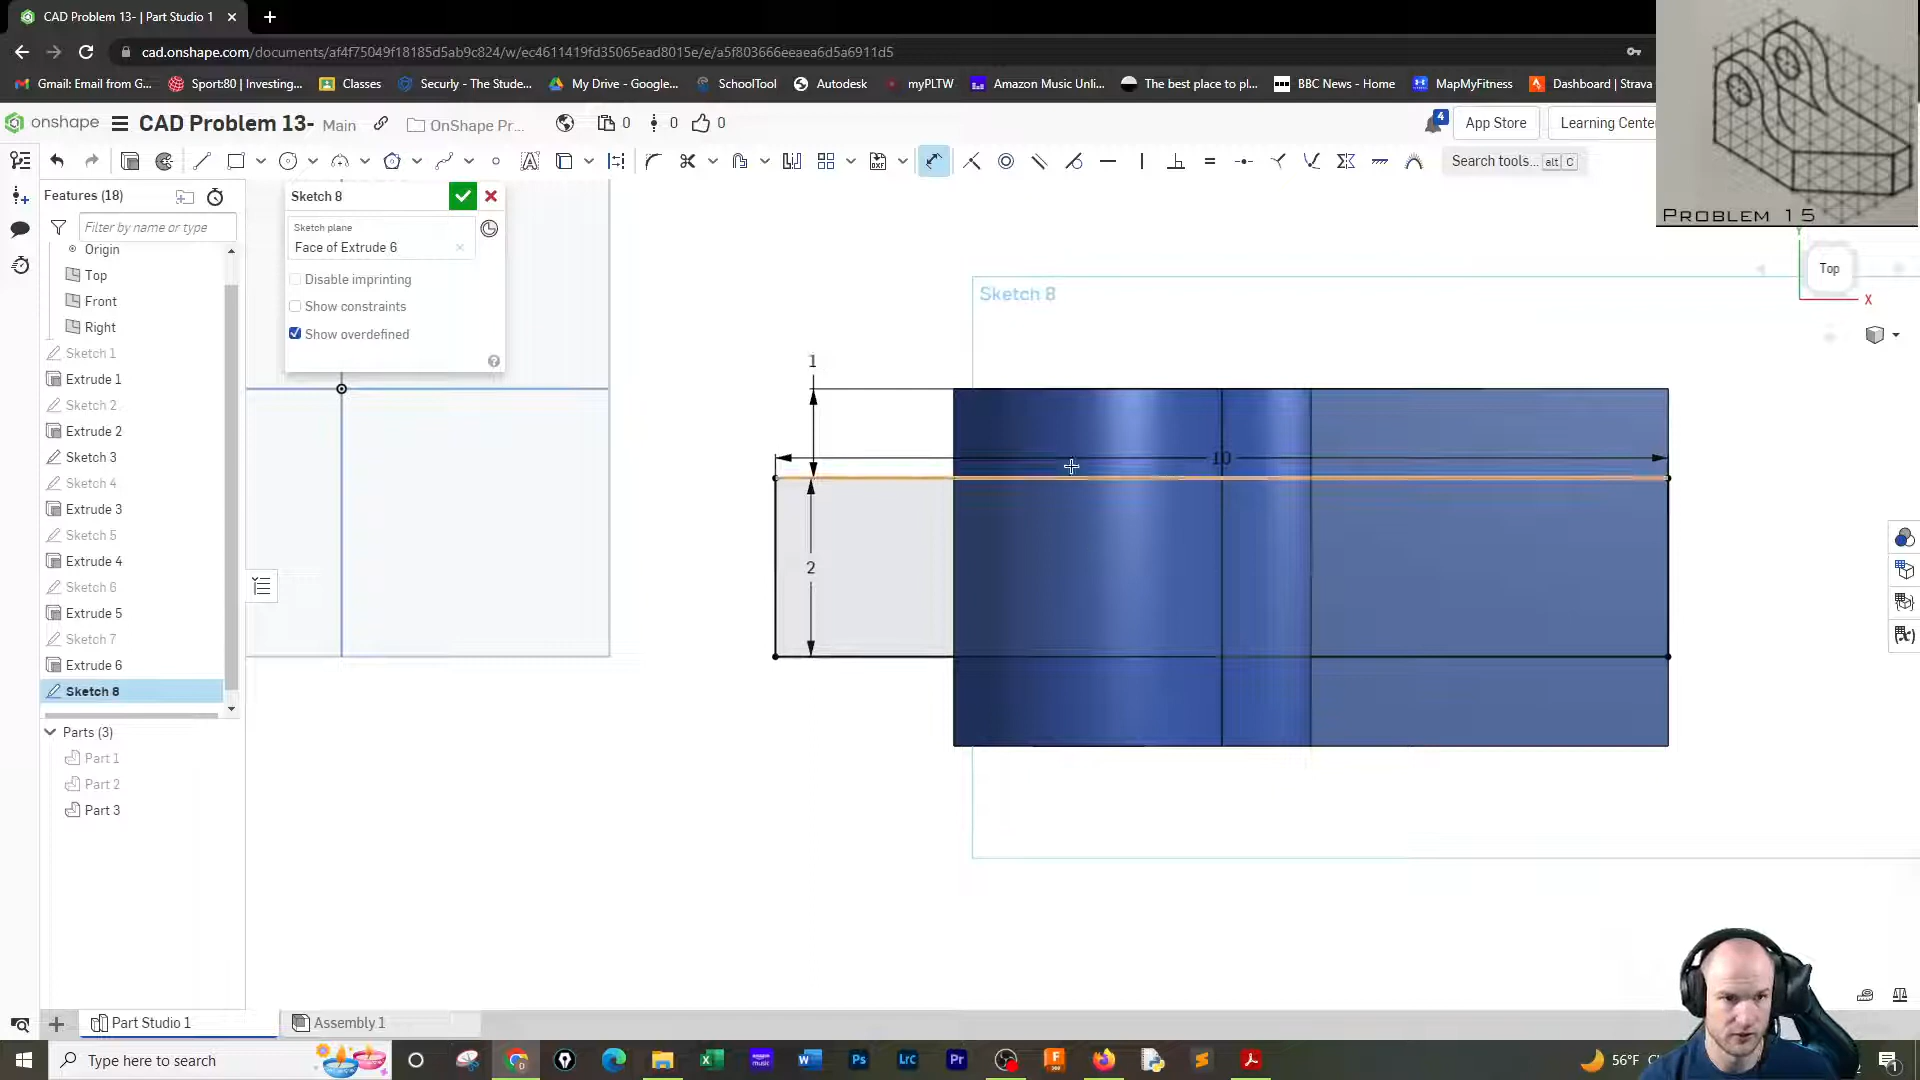 CAD Problem 13- | Part Studio 1
cad.onshape.com/documents/af4f75049f18185d5ab9c824/w/ec4611419fd35065ead8015e/e/a5f803666eeaea6d5a6911d5
Gmail: Email from G...
Sport:80 | Investing...
Classes
Securly - The Stude...
My Drive - Google...
SchoolTool
Autodesk
myPLTW
Amazon Music Unli...
The best place to pl...
BBC News - Home
MapMyFitness
Dashboard | Strava
onshape
CAD Problem 13-
Main
OnShape Pr...
0
0
0
4
App Store
Learning Cente
Search tools...
alt
C
PROBLEM 15
Features (18)
Filter by name or type
Origin
Top
Front
Right
Sketch 1
Extrude 1
Sketch 2
Extrude 2
Sketch 3
Sketch 4
Extrude 3
Sketch 5
Extrude 4
Sketch 6
Extrude 5
Sketch 7
Extrude 6
Sketch 8
Parts (3)
Part 1
Part 2
Part 3
Sketch 8
Sketch plane
Face of Extrude 6
Disable imprinting
Show constraints
Show overdefined
Sketch 8
1
10
2
Y
Top
X
Part Studio 1
Assembly 1
Type here to search
56°F